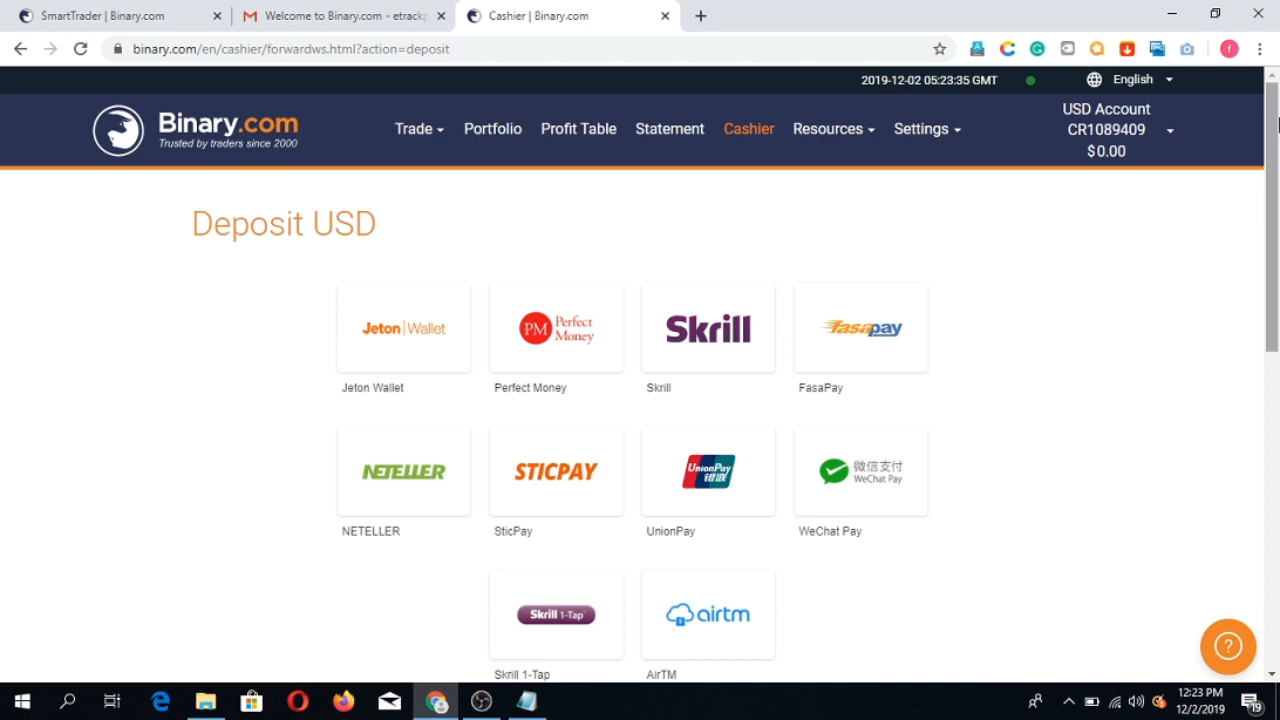 SmartTrader | Binary.com
Welcome to Binary.com - etrackp
Cashier | Binary.com
binary.com/en/cashier/forwardws.html?action=deposit
2019-12-02 05:23:35 GMT
English
Binary.com
Trusted by traders since 2000
Trade
Portfolio
Profit Table
Statement
Cashier
Resources
Settings
USD Account
CR1089409
$0.00
Deposit USD
Jeton Wallet
PM Perfect Money
Skrill
fasapay
Jeton Wallet
Perfect Money
Skrill
FasaPay
NETELLER
STICPAY
UnionPay 银联
微信支付
WeChat Pay
NETELLER
SticPay
UnionPay
WeChat Pay
Skrill 1-Tap
airtm
Skrill 1-Tap
AirTM
12:23 PM
12/2/2019
19